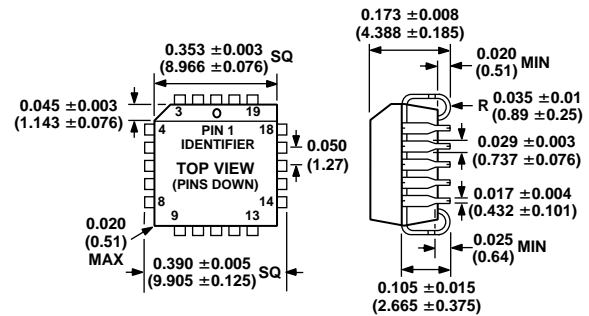 0.353 ±0.003
(8.966 ±0.076) SQ
0.045 ±0.003
(1.143 ±0.076)
3
19
4
PIN 1
IDENTIFIER
18
TOP VIEW
(PINS DOWN)
0.050
(1.27)
8
14
9
13
0.020
(0.51)
MAX
0.390 ±0.005
(9.905 ±0.125) SQ
0.173 ±0.008
(4.388 ±0.185)
0.020
(0.51) MIN
R 0.035 ±0.01
(0.89 ±0.25)
0.029 ±0.003
(0.737 ±0.076)
0.017 ±0.004
(0.432 ±0.101)
0.025
(0.64) MIN
0.105 ±0.015
(2.665 ±0.375)